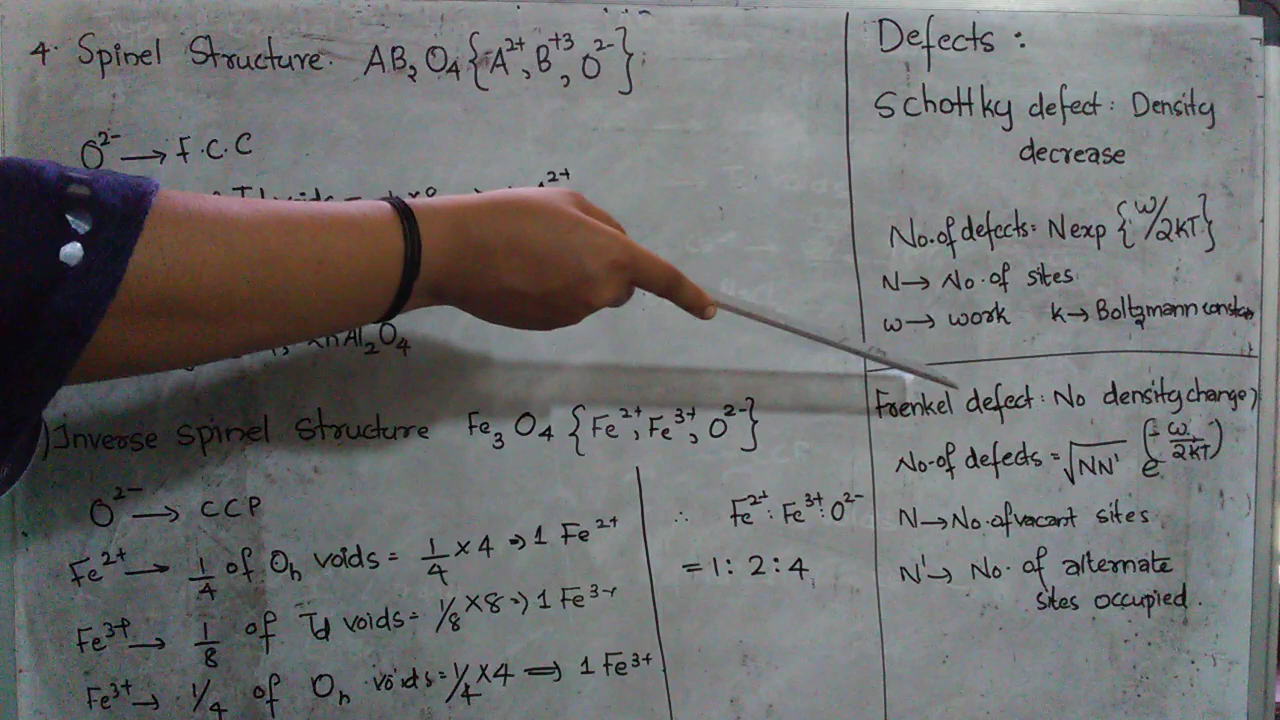 4. Spinel Structure. AB₂O₄{A²⁺, B⁺³, O²⁻}
O²⁻ → F.C.C
2+
Al₂O₄
Inverse spinel structure Fe₃O₄ {Fe²⁺, Fe³⁺, O²⁻}
O²⁻ → CCP
Fe²⁺ → 1/4 of Oh voids = 1/4 × 4 ⇒ 1 Fe²⁺
Fe³⁺ → 1/8 of Td voids = 1/8 × 8 ⇒ 1 Fe³⁺
Fe³⁺ → 1/4 of Oh voids = 1/4 × 4 ⇒ 1 Fe³⁺
∴ Fe²⁺ : Fe³⁺ : O²⁻
= 1 : 2 : 4
Defects :
Schottky defect : Density
decrease
No. of defects = N exp {w/2KT}
N → No. of sites
w → work k → Boltzmann constan
Frenkel defect : No density change)
No. of defects = √NN' e^(-w/2KT)
N → No. of vacant sites
N' → No. of alternate
sites occupied.